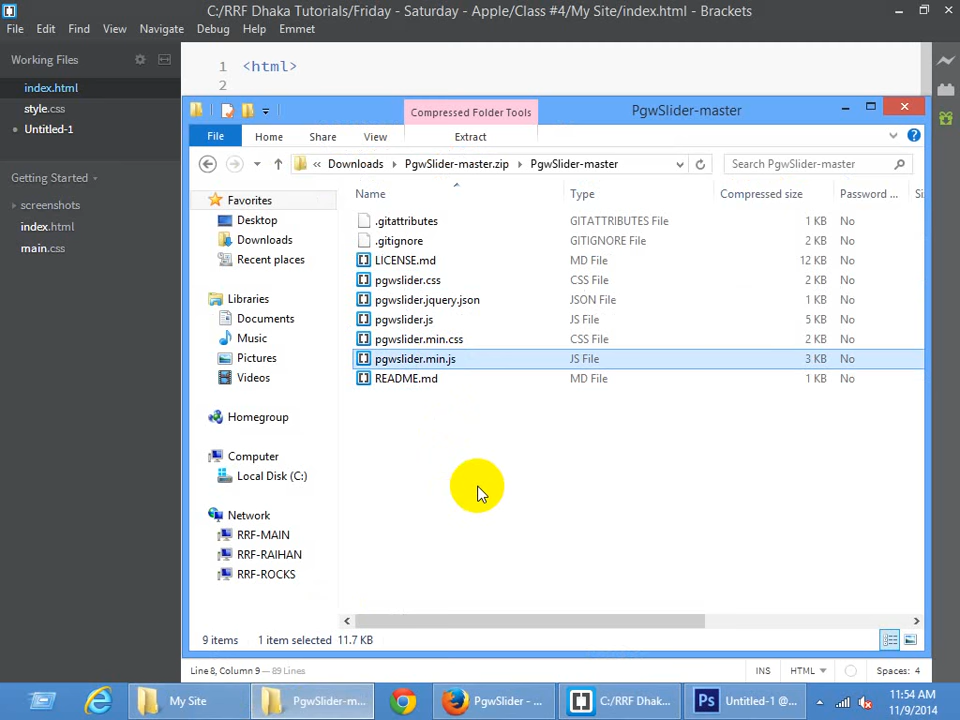 C:/RRF Dhaka Tutorials/Friday - Saturday - Apple/Class #4/My Site/index.html - Brackets
File Edit Find View Navigate Debug Help Emmet
Working Files
index.html
style.css
Untitled-1
Getting Started
screenshots
index.html
main.css
1 <html>
2
Compressed Folder Tools
PgwSlider-master
File Home Share View Extract
« Downloads PgwSlider-master.zip PgwSlider-master
Search PgwSlider-master
Name Type Compressed size Password ... Si
.gitattributes GITATTRIBUTES File 1 KB No
.gitignore GITIGNORE File 2 KB No
LICENSE.md MD File 12 KB No
pgwslider.css CSS File 2 KB No
pgwslider.jquery.json JSON File 1 KB No
pgwslider.js JS File 5 KB No
pgwslider.min.css CSS File 2 KB No
pgwslider.min.js JS File 3 KB No
README.md MD File 1 KB No
Favorites
Desktop
Downloads
Recent places
Libraries
Documents
Music
Pictures
Videos
Homegroup
Computer
Local Disk (C:)
Network
RRF-MAIN
RRF-RAIHAN
RRF-ROCKS
9 items 1 item selected 11.7 KB
Line 8, Column 9 — 89 Lines
INS HTML Spaces: 4
My Site
PgwSlider-m...
PgwSlider - ...
C:/RRF Dhak...
Ps Untitled-1 @...
11:54 AM
11/9/2014